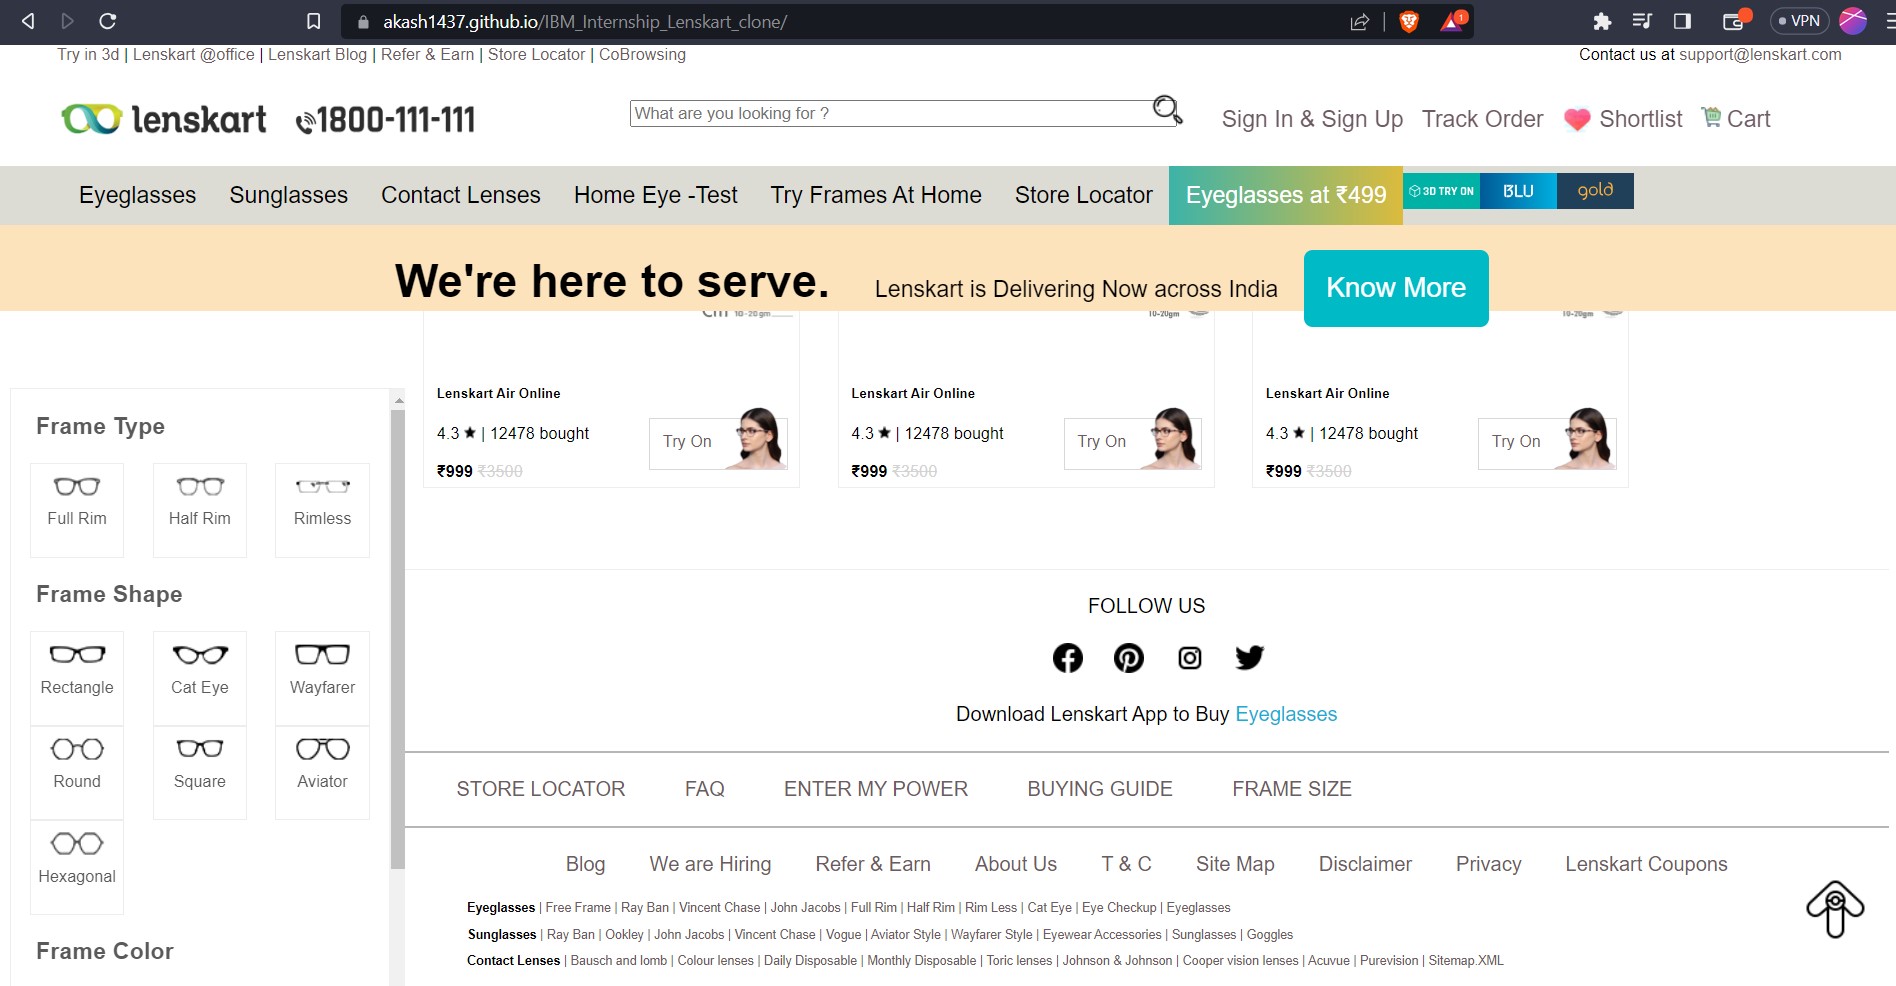 akash1437.github.io/IBM_Internship_Lenskart_clone/
1
VPN
Try in 3d | Lenskart @office | Lenskart Blog | Refer & Earn | Store Locator | CoBrowsing
Contact us at support@lenskart.com
lenskart 1800-111-111
What are you looking for ?
Sign In & Sign Up Track Order Shortlist Cart
Eyeglasses Sunglasses Contact Lenses Home Eye -Test Try Frames At Home Store Locator Eyeglasses at ₹499 3D TRY ON BLU gold
We're here to serve. Lenskart is Delivering Now across India Know More
10-20gm 10-20gm 10-20gm
Lenskart Air Online
4.3 ★ | 12478 bought
Try On
₹999 ₹3500
Lenskart Air Online
4.3 ★ | 12478 bought
Try On
₹999 ₹3500
Lenskart Air Online
4.3 ★ | 12478 bought
Try On
₹999 ₹3500
Frame Type
Full Rim Half Rim Rimless
Frame Shape
Rectangle Cat Eye Wayfarer
Round Square Aviator
Hexagonal
Frame Color
FOLLOW US
Download Lenskart App to Buy Eyeglasses
STORE LOCATOR FAQ ENTER MY POWER BUYING GUIDE FRAME SIZE
Blog We are Hiring Refer & Earn About Us T & C Site Map Disclaimer Privacy Lenskart Coupons
Eyeglasses | Free Frame | Ray Ban | Vincent Chase | John Jacobs | Full Rim | Half Rim | Rim Less | Cat Eye | Eye Checkup | Eyeglasses
Sunglasses | Ray Ban | Ookley | John Jacobs | Vincent Chase | Vogue | Aviator Style | Wayfarer Style | Eyewear Accessories | Sunglasses | Goggles
Contact Lenses | Bausch and lomb | Colour lenses | Daily Disposable | Monthly Disposable | Toric lenses | Johnson & Johnson | Cooper vision lenses | Acuvue | Purevision | Sitemap.XML